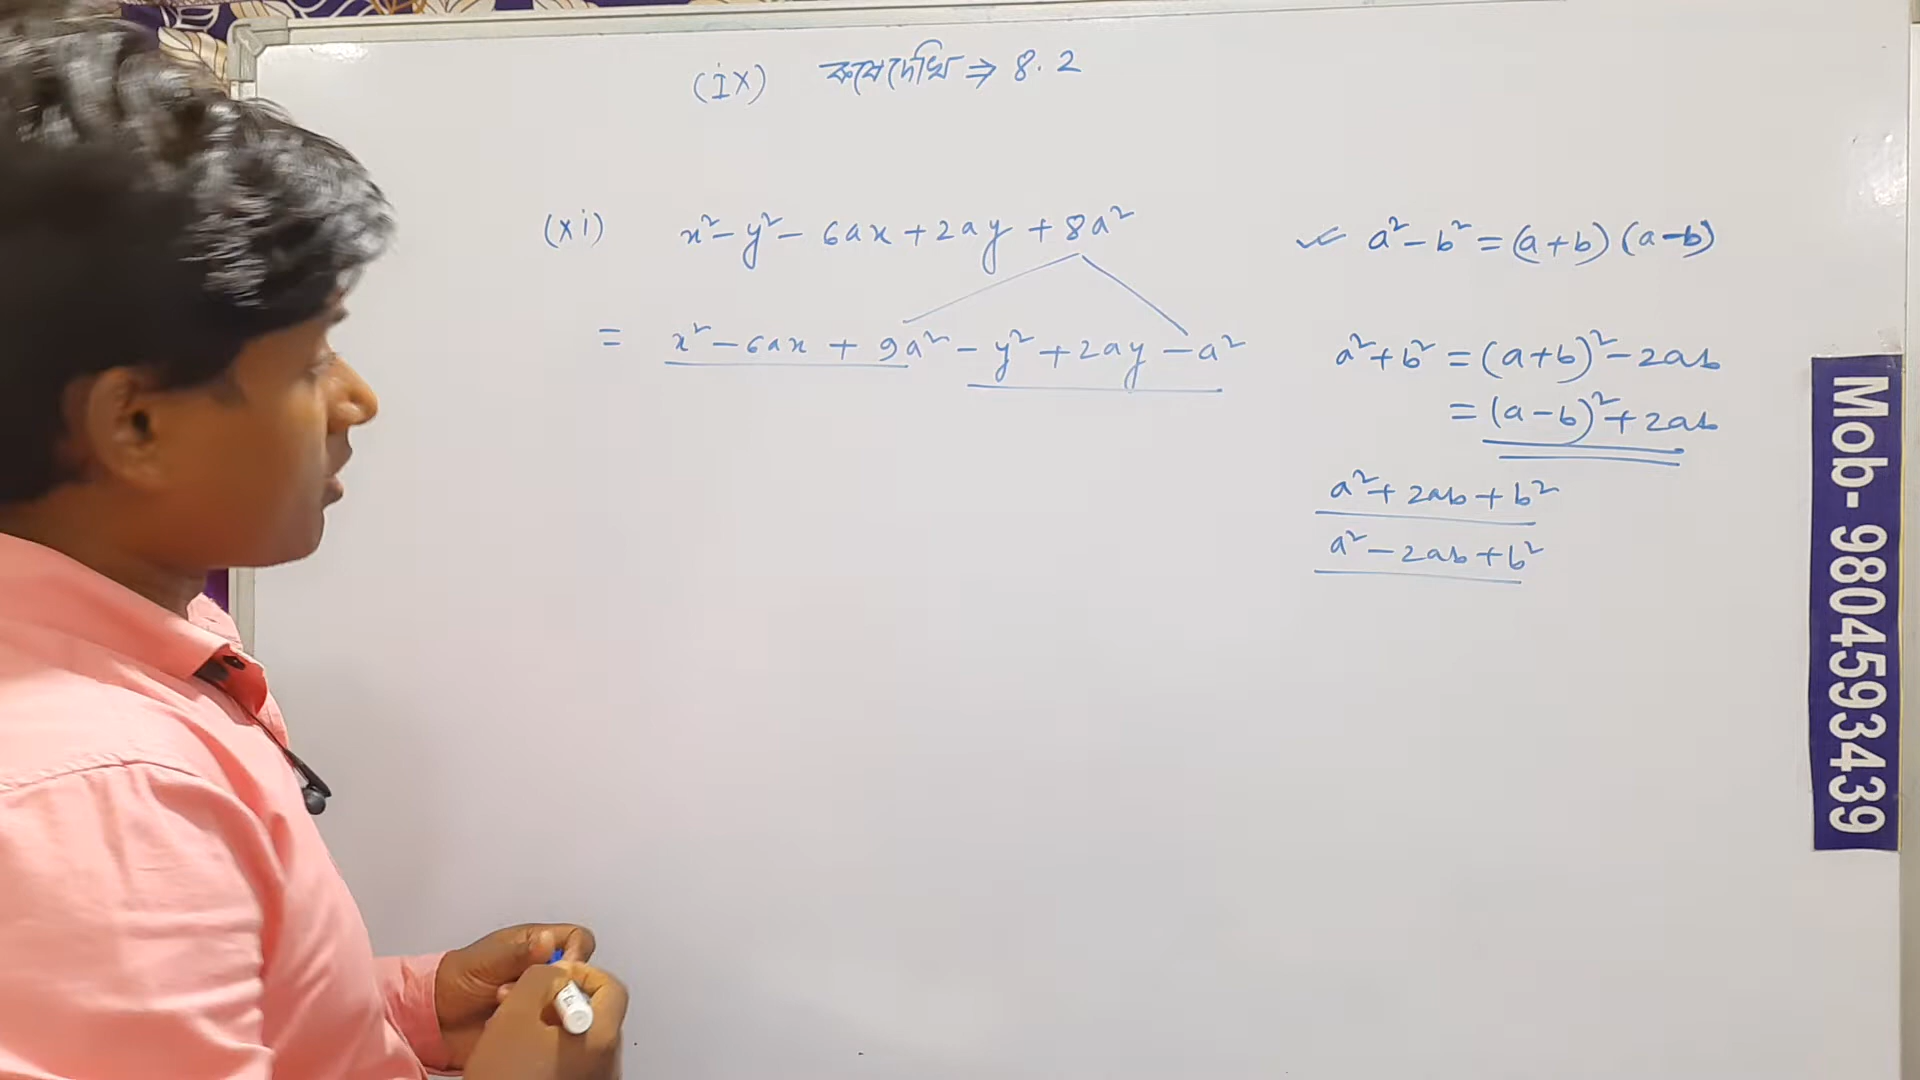 (ix) কষে দেখি ⇒ 8.2
(xi) x² - y² - 6ax + 2ay + 8a²
= x² - 6ax + 9a² - y² + 2ay - a²
a² - b² = (a+b) (a-b)
a² + b² = (a+b)² - 2ab
= (a-b)² + 2ab
a² + 2ab + b²
a² - 2ab + b²
Mob- 9804593439